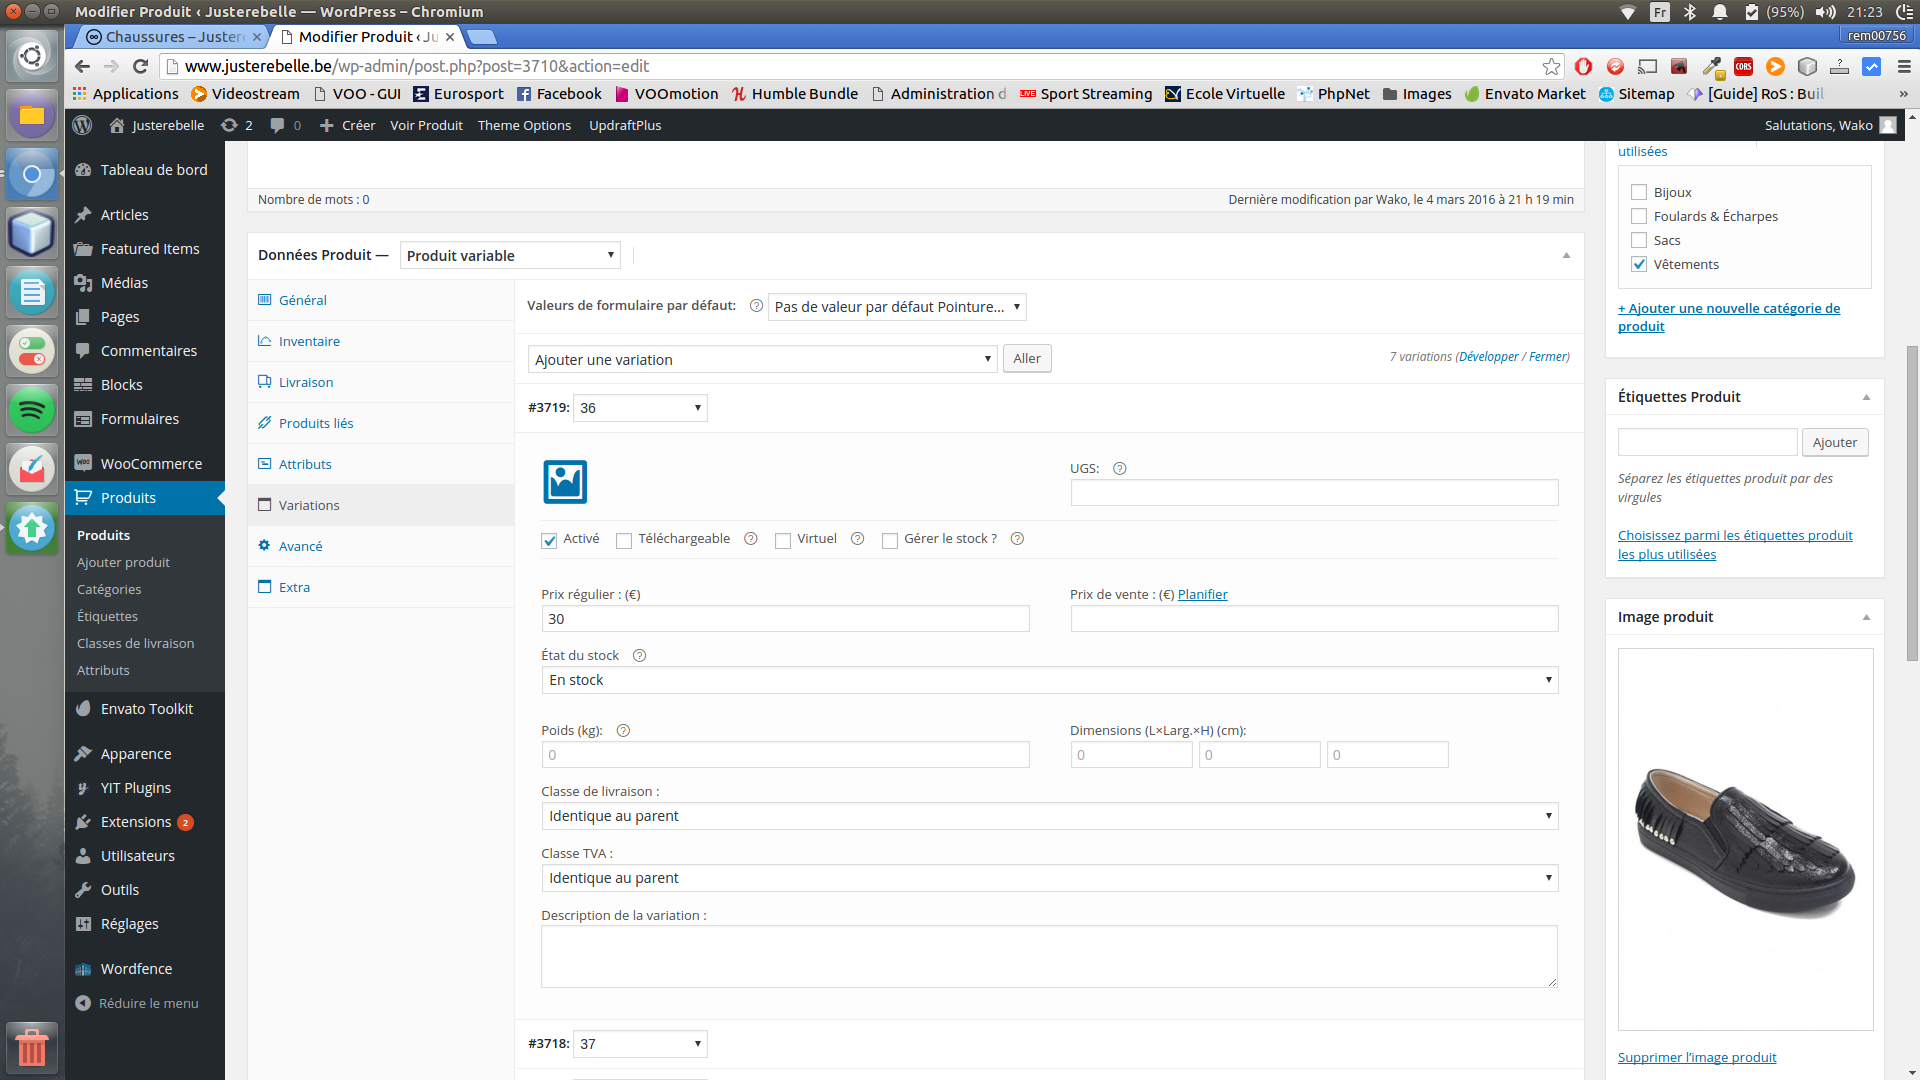 Modifier Produit ‹ Justerebelle — WordPress – Chromium
Fr
(95%)
21:23
Chaussures – Juster
Modifier Produit ‹ Ju
rem00756
www.justerebelle.be/wp-admin/post.php?post=3710&action=edit
CORS
Applications
Videostream
VOO - GUI
Eurosport
Facebook
VOOmotion
Humble Bundle
Administration d
LIVE
Sport Streaming
Ecole Virtuelle
PhpNet
Images
Envato Market
Sitemap
[Guide] RoS : Buil
»
Justerebelle
2
0
Créer
Voir Produit
Theme Options
UpdraftPlus
Salutations, Wako
Tableau de bord
Articles
Featured Items
Médias
Pages
Commentaires
Blocks
Formulaires
WooCommerce
Produits
Produits
Ajouter produit
Catégories
Étiquettes
Classes de livraison
Attributs
Envato Toolkit
Apparence
YIT Plugins
Extensions 2
Utilisateurs
Outils
Réglages
Wordfence
Réduire le menu
Nombre de mots : 0
Dernière modification par Wako, le 4 mars 2016 à 21 h 19 min
Données Produit — Produit variable
Général
Inventaire
Livraison
Produits liés
Attributs
Variations
Avancé
Extra
Valeurs de formulaire par défaut: Pas de valeur par défaut Pointure...
Ajouter une variation
Aller
7 variations (Développer / Fermer)
#3719: 36
UGS:
Activé
Téléchargeable
Virtuel
Gérer le stock ?
Prix régulier : (€)
30
Prix de vente : (€) Planifier
État du stock
En stock
Poids (kg):
0
Dimensions (L×Larg.×H) (cm):
0
0
0
Classe de livraison :
Identique au parent
Classe TVA :
Identique au parent
Description de la variation :
#3718: 37
utilisées
Bijoux
Foulards & Écharpes
Sacs
Vêtements
+ Ajouter une nouvelle catégorie de
produit
Étiquettes Produit
Ajouter
Séparez les étiquettes produit par des
virgules
Choisissez parmi les étiquettes produit
les plus utilisées
Image produit
Supprimer l'image produit